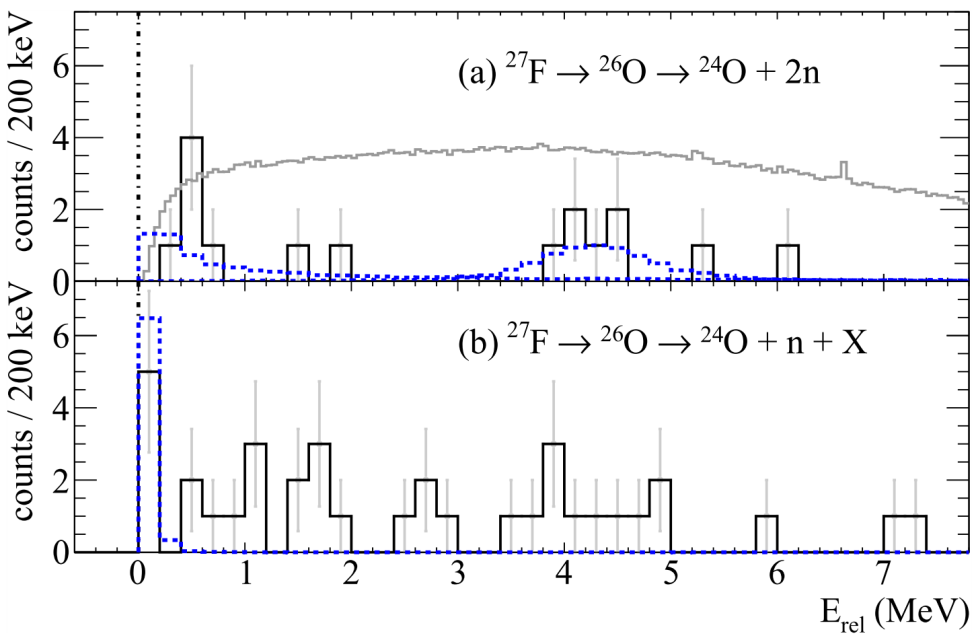 counts / 200 keV
6
4
2
0
(a) ²⁷F → ²⁶O → ²⁴O + 2n
counts / 200 keV
6
4
2
0
(b) ²⁷F → ²⁶O → ²⁴O + n + X
0 1 2 3 4 5 6 7
E_rel (MeV)